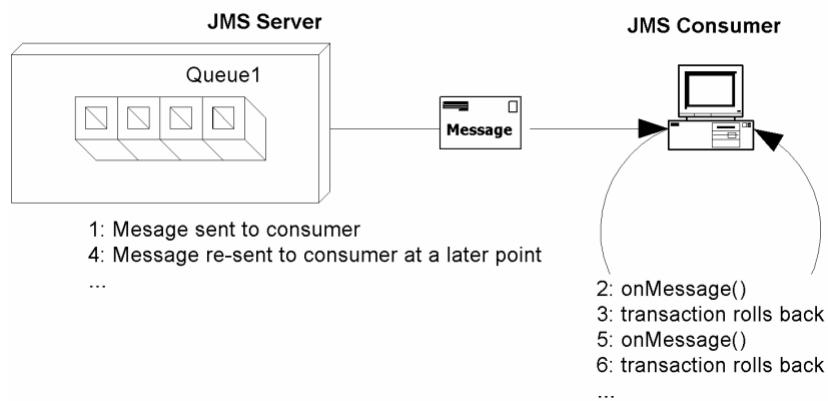 JMS Server
JMS Consumer
Queue1
Message
1: Mesage sent to consumer
4: Message re-sent to consumer at a later point
...
2: onMessage()
3: transaction rolls back
5: onMessage()
6: transaction rolls back
...